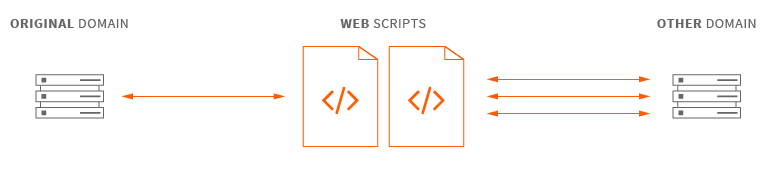 ORIGINAL DOMAIN
WEB SCRIPTS
OTHER DOMAIN
</>
</>